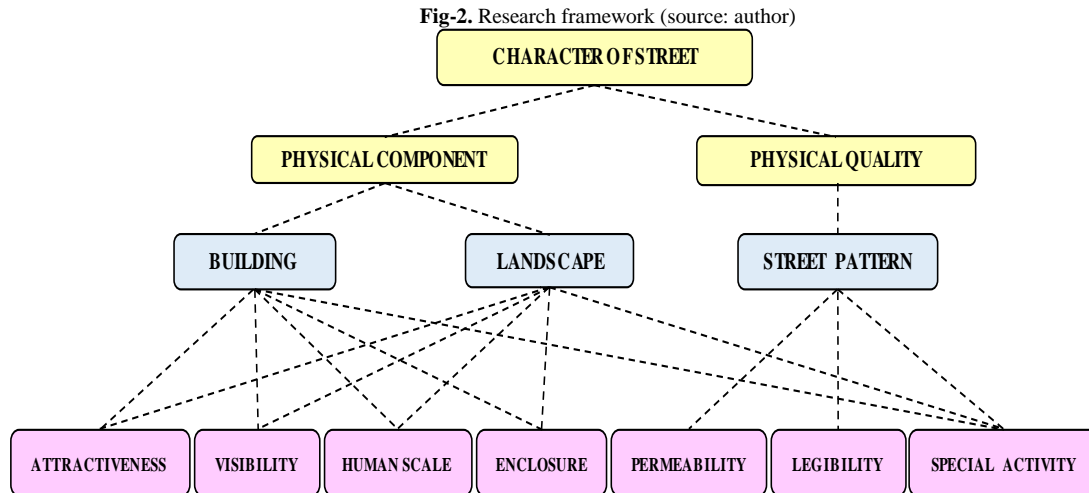 Fig-2. Research framework (source: author)
CHARACTER OF STREET
PHYSICAL COMPONENT
PHYSICAL QUALITY
BUILDING
LANDSCAPE
STREET PATTERN
ATTRACTIVENESS
VISIBILITY
HUMAN SCALE
ENCLOSURE
PERMEABILITY
LEGIBILITY
SPECIAL ACTIVITY